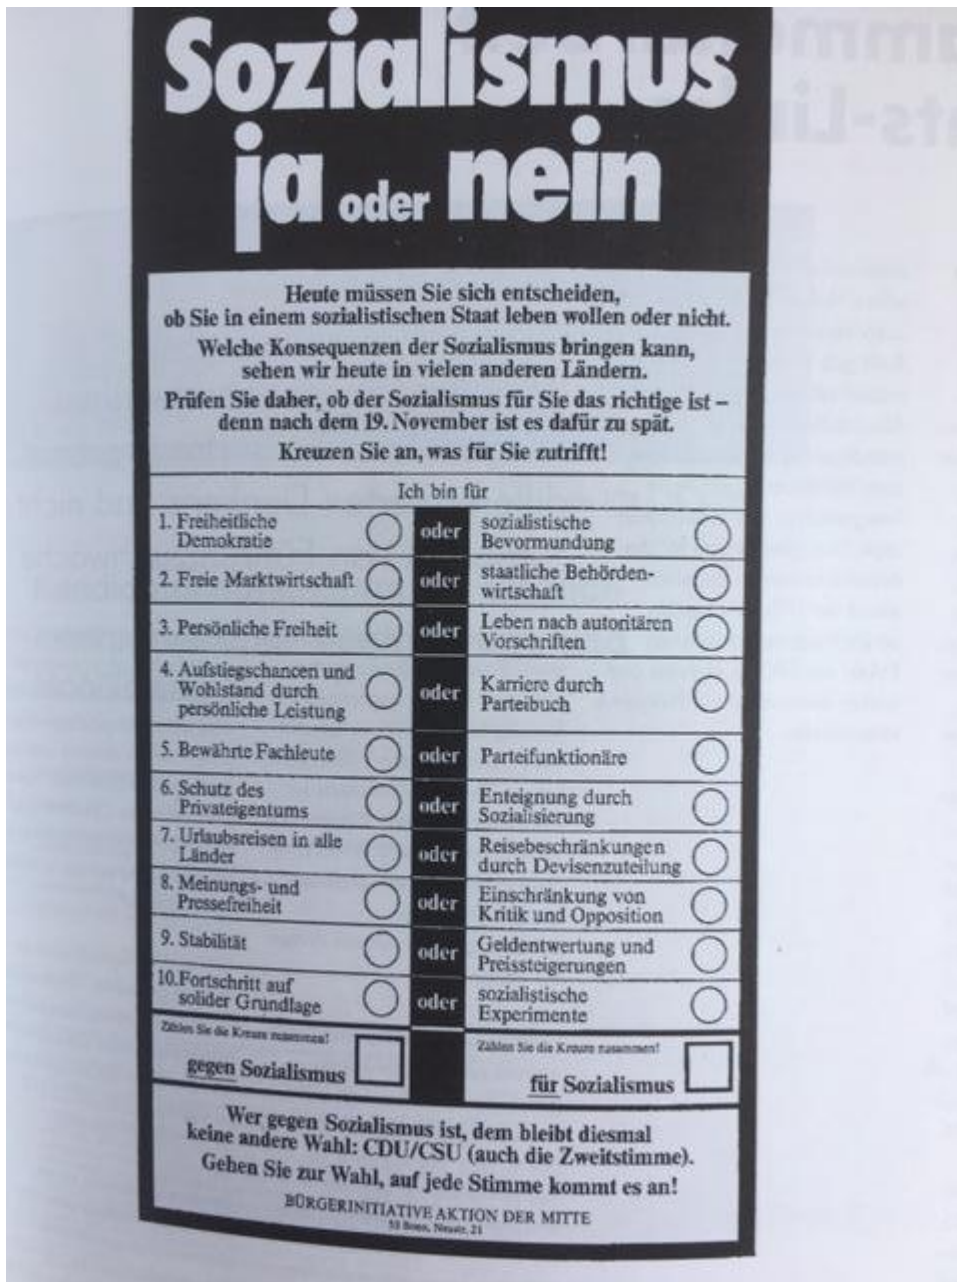 Sozialismus
ja oder nein
Heute müssen Sie sich entscheiden,
ob Sie in einem sozialistischen Staat leben wollen oder nicht.
Welche Konsequenzen der Sozialismus bringen kann,
sehen wir heute in vielen anderen Ländern.
Prüfen Sie daher, ob der Sozialismus für Sie das richtige ist –
denn nach dem 19. November ist es dafür zu spät.
Kreuzen Sie an, was für Sie zutrifft!
Ich bin für
1. Freiheitliche
Demokratie
oder
sozialistische
Bevormundung
2. Freie Marktwirtschaft
oder
staatliche Behörden-
wirtschaft
3. Persönliche Freiheit
oder
Leben nach autoritären
Vorschriften
4. Aufstiegschancen und
Wohlstand durch
persönliche Leistung
oder
Karriere durch
Parteibuch
5. Bewährte Fachleute
oder
Parteifunktionäre
6. Schutz des
Privateigentums
oder
Enteignung durch
Sozialisierung
7. Urlaubsreisen in alle
Länder
oder
Reisebeschränkungen
durch Devisenzuteilung
8. Meinungs- und
Pressefreiheit
oder
Einschränkung von
Kritik und Opposition
9. Stabilität
oder
Geldentwertung und
Preissteigerungen
10. Fortschritt auf
solider Grundlage
oder
sozialistische
Experimente
Zählen Sie die Kreuze zusammen!
gegen Sozialismus
Zählen Sie die Kreuze zusammen!
für Sozialismus
Wer gegen Sozialismus ist, dem bleibt diesmal
keine andere Wahl: CDU/CSU (auch die Zweitstimme).
Gehen Sie zur Wahl, auf jede Stimme kommt es an!
BÜRGERINITIATIVE AKTION DER MITTE
53 Bonn, Neustr. 21